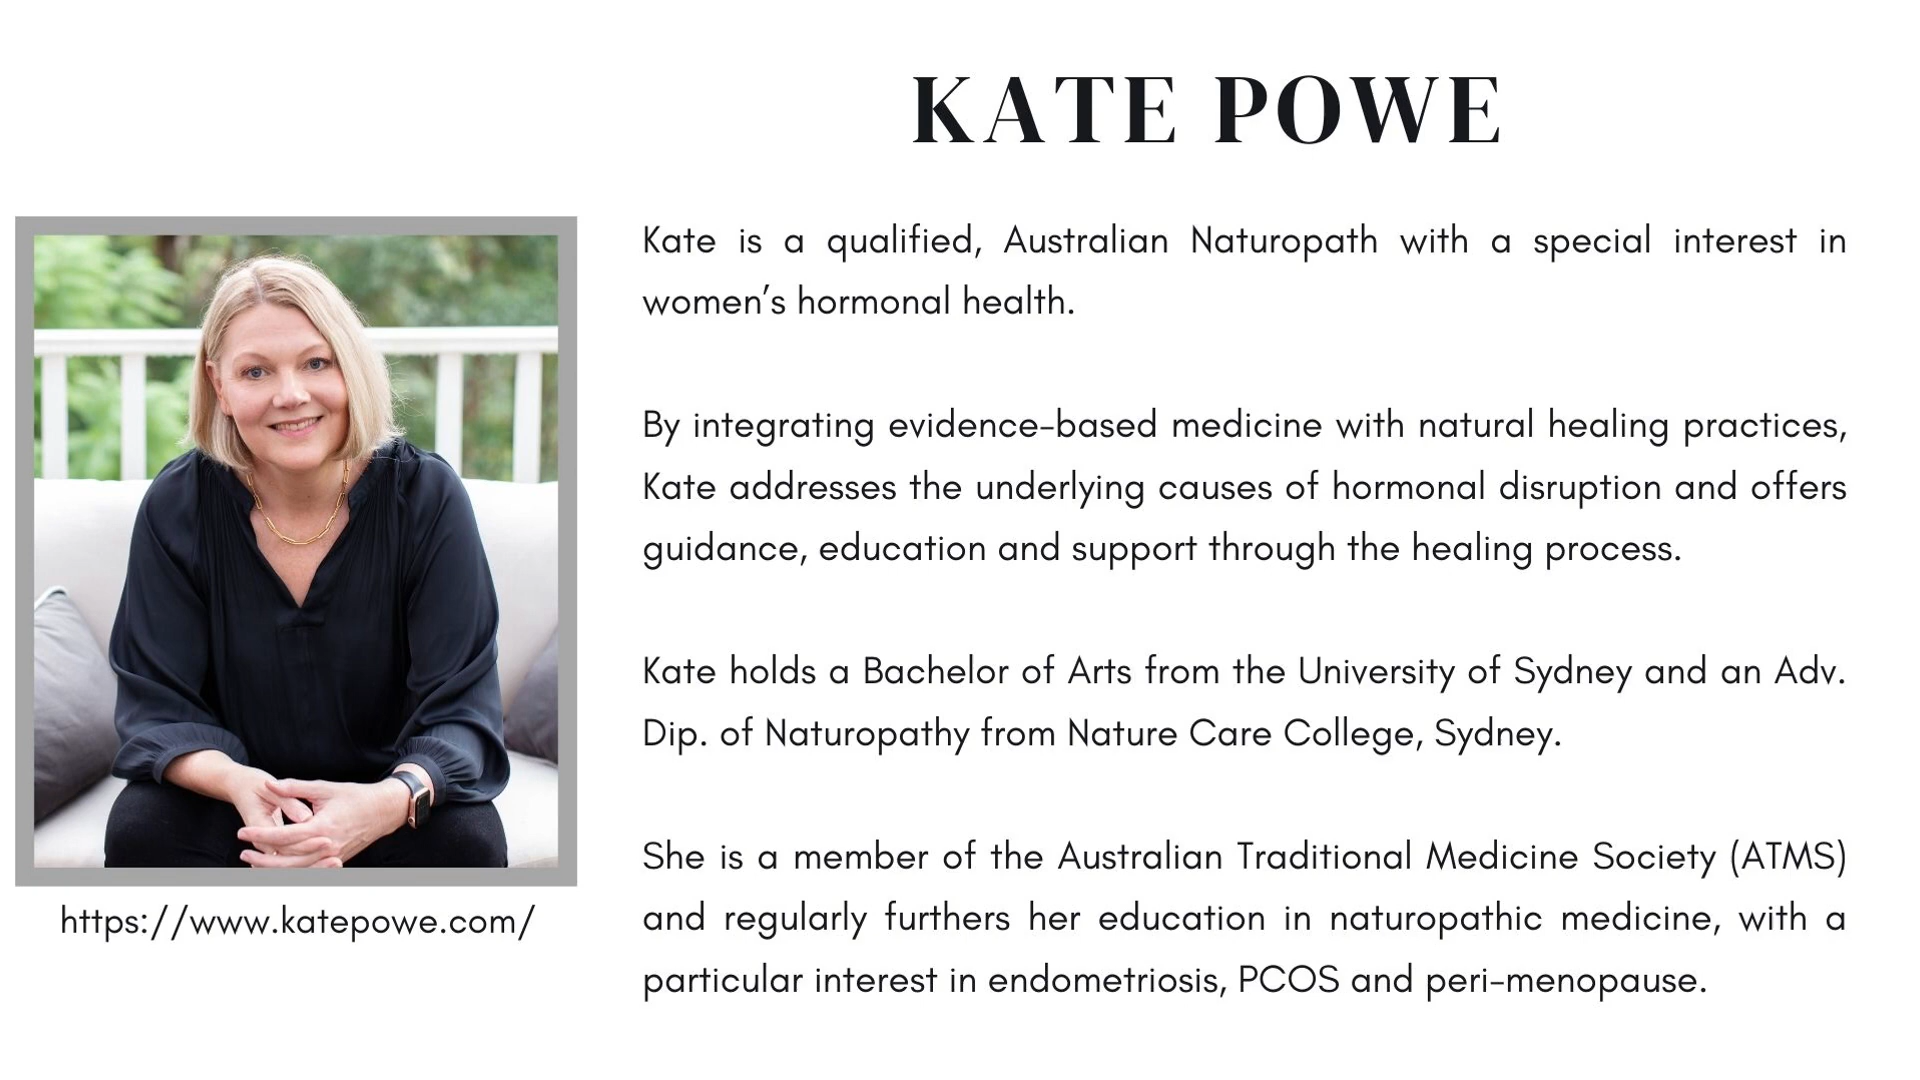 KATE POWE
Kate is a qualified, Australian Naturopath with a special interest in
women’s hormonal health.
By integrating evidence-based medicine with natural healing practices,
Kate addresses the underlying causes of hormonal disruption and offers
guidance, education and support through the healing process.
Kate holds a Bachelor of Arts from the University of Sydney and an Adv.
Dip. of Naturopathy from Nature Care College, Sydney.
She is a member of the Australian Traditional Medicine Society (ATMS)
and regularly furthers her education in naturopathic medicine, with a
particular interest in endometriosis, PCOS and peri-menopause.
https://www.katepowe.com/